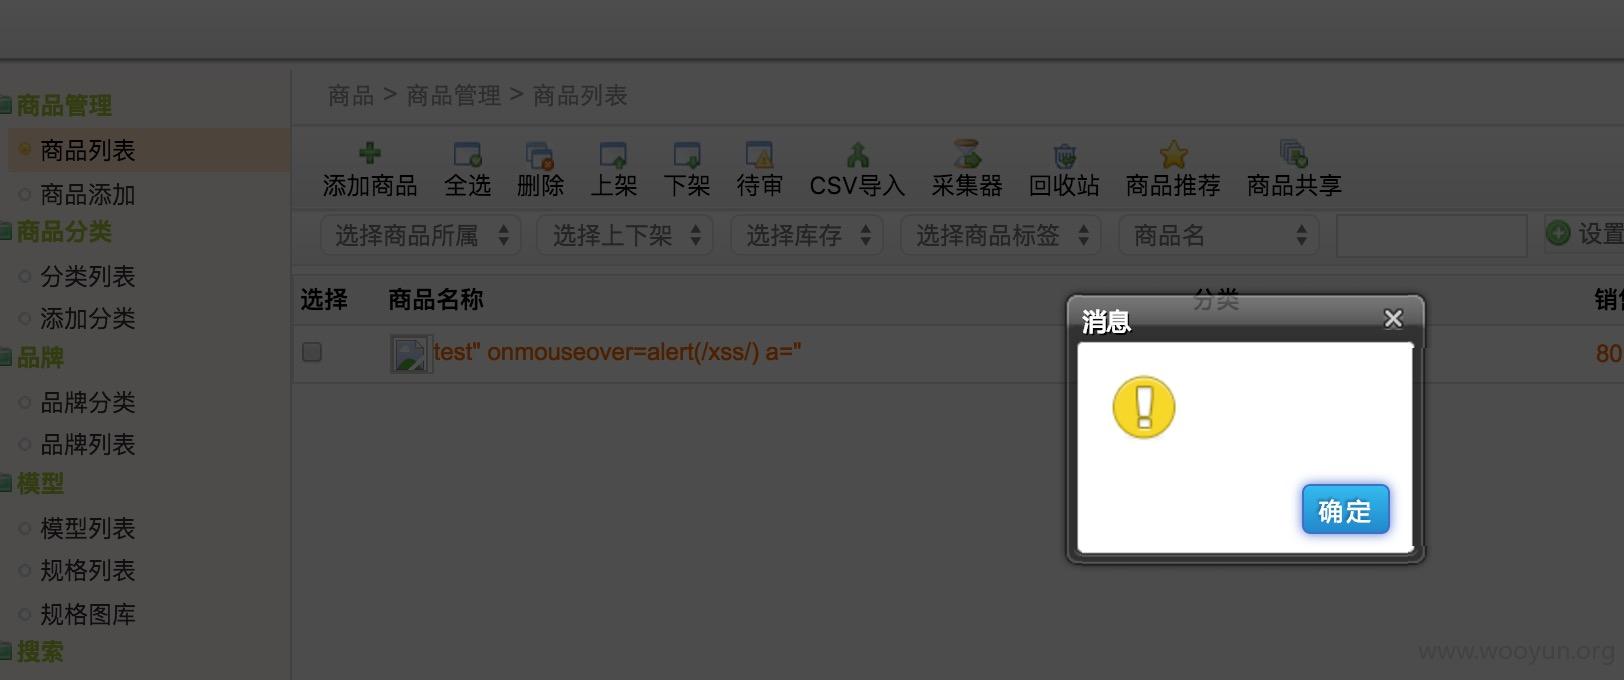 商品 > 商品管理 > 商品列表
商品管理
商品列表
商品添加
商品分类
分类列表
添加分类
品牌
品牌分类
品牌列表
模型
模型列表
规格列表
规格图库
搜索
添加商品 全选 删除 上架 下架 待审 CSV导入 采集器 回收站 商品推荐 商品共享
选择商品所属 选择上下架 选择库存 选择商品标签 商品名 设置
选择 商品名称 分类 销售
test" onmouseover=alert(/xss/) a=" 80
消息
确定
www.wooyun.org